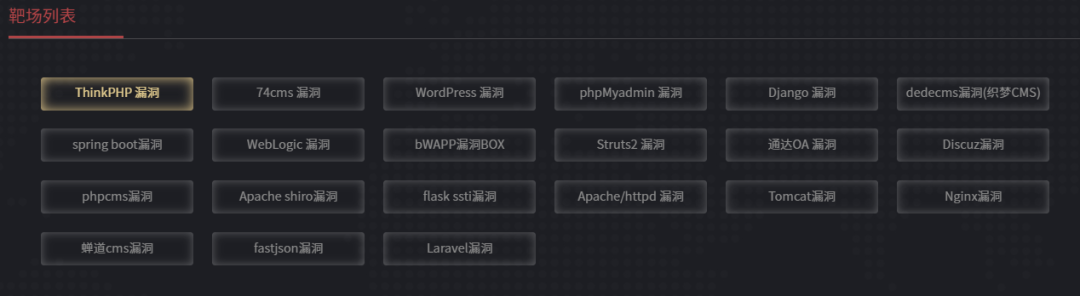 靶场列表
ThinkPHP 漏洞
74cms 漏洞
WordPress 漏洞
phpMyadmin 漏洞
Django 漏洞
dedecms漏洞(织梦CMS)
spring boot漏洞
WebLogic 漏洞
bWAPP漏洞BOX
Struts2 漏洞
通达OA 漏洞
Discuz漏洞
phpcms漏洞
Apache shiro漏洞
flask ssti漏洞
Apache/httpd 漏洞
Tomcat漏洞
Nginx漏洞
蝉道cms漏洞
fastjson漏洞
Laravel漏洞